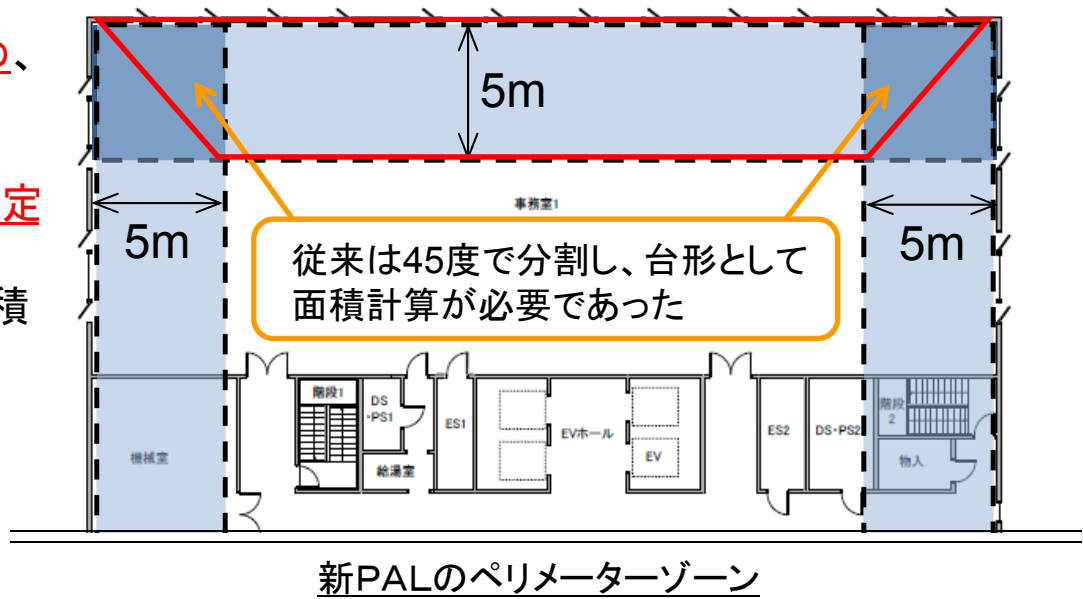 め、
定
積
5m
事務室1
5m
5m
従来は45度で分割し、台形として
面積計算が必要であった
階段1
DS
・PS1
ES1
EVホール
EV
ES2
DS・PS2
階段
2
機械室
給湯室
物入
新PALのペリメーターゾーン